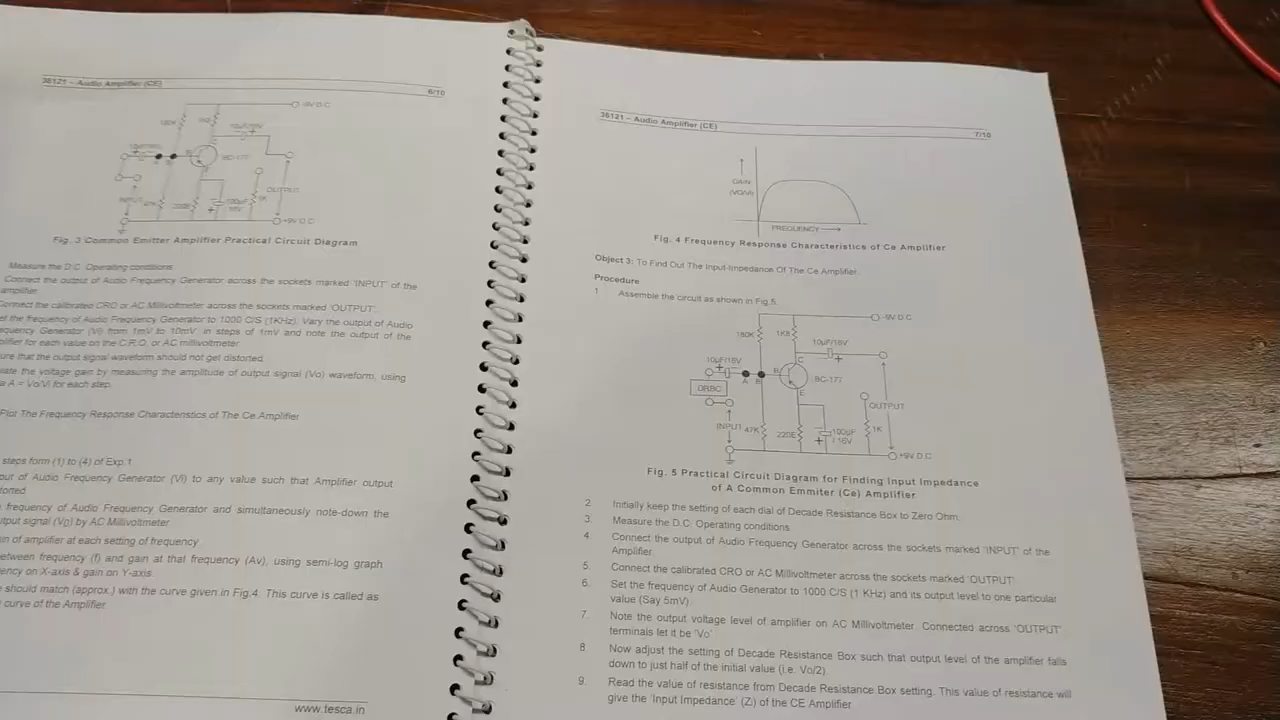 36121 – Audio Amplifier (CE)
6/10
-9V D.C
180K
1K8
10µF/16V
10µF/16V
BC-177
OUTPUT
INPUT
47K
220E
100µF
16V
1K
+9V D.C
Fig. 3 Common Emitter Amplifier Practical Circuit Diagram
Measure the D.C. Operating conditions
Connect the output of Audio Frequency Generator across the sockets marked 'INPUT' of the
amplifier
Connect the calibrated CRO or AC Millivoltmeter across the sockets marked 'OUTPUT'.
the frequency of Audio Frequency Generator to 1000 C/S (1KHz). Vary the output of Audio
Generator (Vi) from 1mV to 10mV in steps of 1mV and note the output of the
for each value on the C.R.O. or AC millivoltmeter
that the output signal waveform should not get distorted
the voltage gain by measuring the amplitude of output signal (Vo) waveform, using
A = Vo/Vi for each step.
Plot The Frequency Response Characteristics of The Ce Amplifier
steps form (1) to (4) of Exp.1
of Audio Frequency Generator (Vi) to any value such that Amplifier output
frequency of Audio Frequency Generator and simultaneously note-down the
signal (Vo) by AC Millivoltmeter
of amplifier at each setting of frequency
between frequency (f) and gain at that frequency (Av), using semi-log graph
on X-axis & gain on Y-axis.
should match (approx.) with the curve given in Fig.4. This curve is called as
curve of the Amplifier
www.tesca.in
36121 – Audio Amplifier (CE)
7/10
GAIN
(VO/VI)
FREQUENCY
Fig. 4 Frequency Response Characteristics of Ce Amplifier
Object 3: To Find Out The Input-Impedance Of The Ce Amplifier.
Procedure
1 Assemble the circuit as shown in Fig.5.
-9V D.C
180K
1K8
10µF/16V
10µF/16V
C
DRBC
A
B
B
BC-177
E
OUTPUT
INPUT
47K
220E
100µF
/ 16V
1K
+9V D.C
Fig. 5 Practical Circuit Diagram for Finding Input Impedance
of A Common Emmiter (Ce) Amplifier
2. Initially keep the setting of each dial of Decade Resistance Box to Zero Ohm.
3. Measure the D.C. Operating conditions
4. Connect the output of Audio Frequency Generator across the sockets marked 'INPUT' of the
Amplifier.
5. Connect the calibrated CRO or AC Millivoltmeter across the sockets marked 'OUTPUT'
6. Set the frequency of Audio Generator to 1000 C/S (1 KHz) and its output level to one particular
value (Say 5mV)
7. Note the output voltage level of amplifier on AC Millivoltmeter. Connected across 'OUTPUT'
terminals let it be 'Vo'
8 Now adjust the setting of Decade Resistance Box such that output level of the amplifier falls
down to just half of the initial value (i.e. Vo/2)
9. Read the value of resistance from Decade Resistance Box setting. This value of resistance will
give the 'Input Impedance' (Zi) of the CE Amplifier